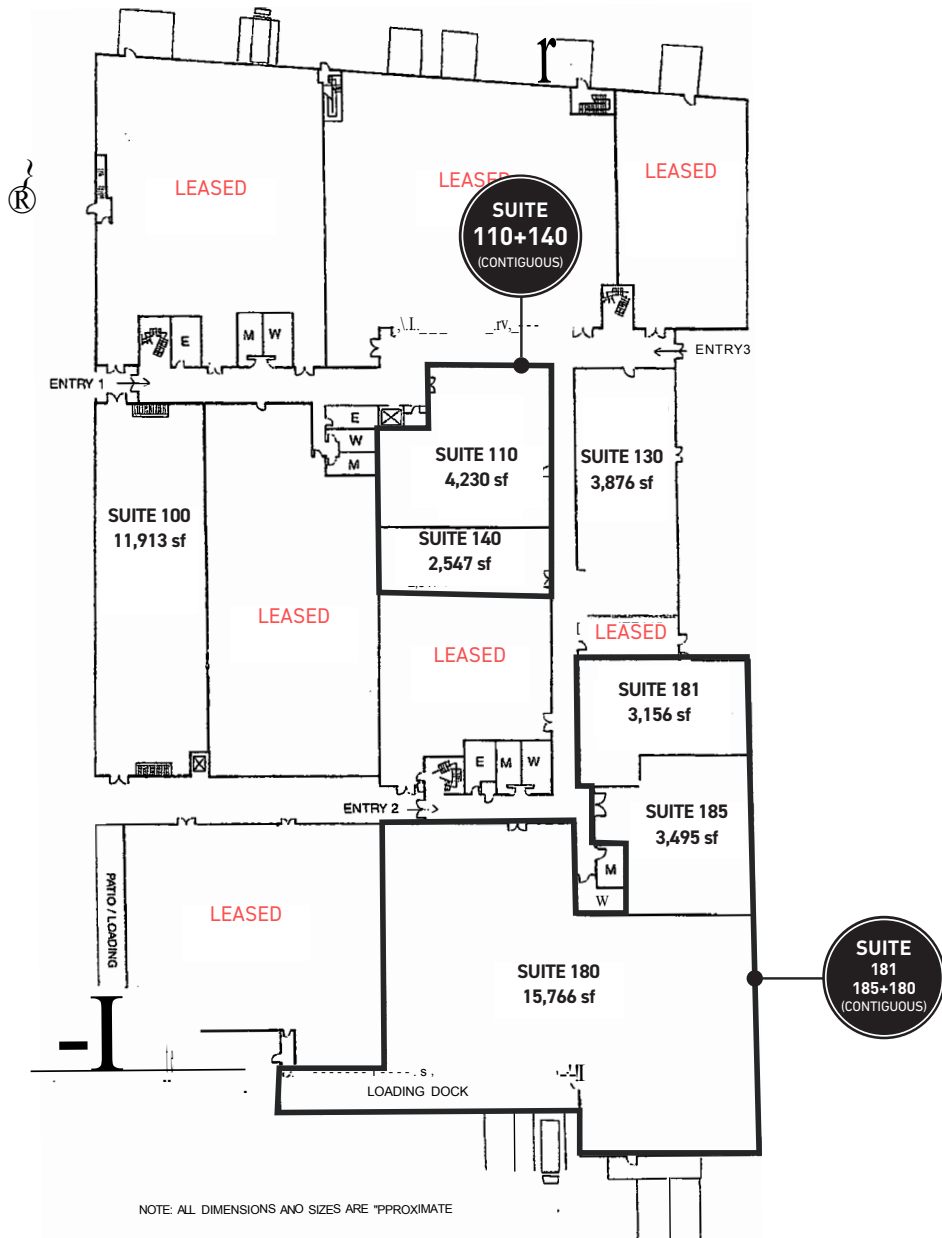 LEASED
LEASED
LEASED
SUITE
110+140
(CONTIGUOUS)
E
M
W
ENTRY3
ENTRY 1
E
W
M
SUITE 110
4,230 sf
SUITE 130
3,876 sf
SUITE 100
11,913 sf
SUITE 140
2,547 sf
LEASED
LEASED
LEASED
SUITE 181
3,156 sf
E
M
W
ENTRY 2
SUITE 185
3,495 sf
M
W
PATIO / LOADING
LEASED
SUITE 180
15,766 sf
SUITE
181
185+180
(CONTIGUOUS)
LOADING DOCK
NOTE: ALL DIMENSIONS ANO SIZES ARE "PPROXIMATE